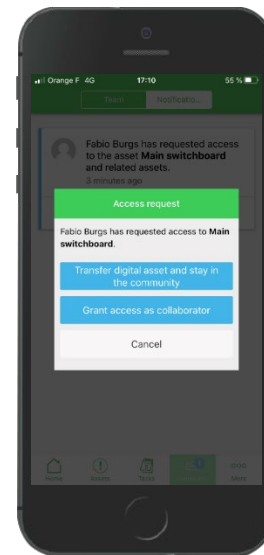 Orange F 4G 17:10 55 %
Team Notificatio...
Fabio Burgs has requested access
to the asset Main switchboard
and related assets.
3 minutes ago
Access request
Fabio Burgs has requested access to Main
switchboard.
Transfer digital asset and stay in
the community
Grant access as collaborator
Cancel
Home Assets Tasks More